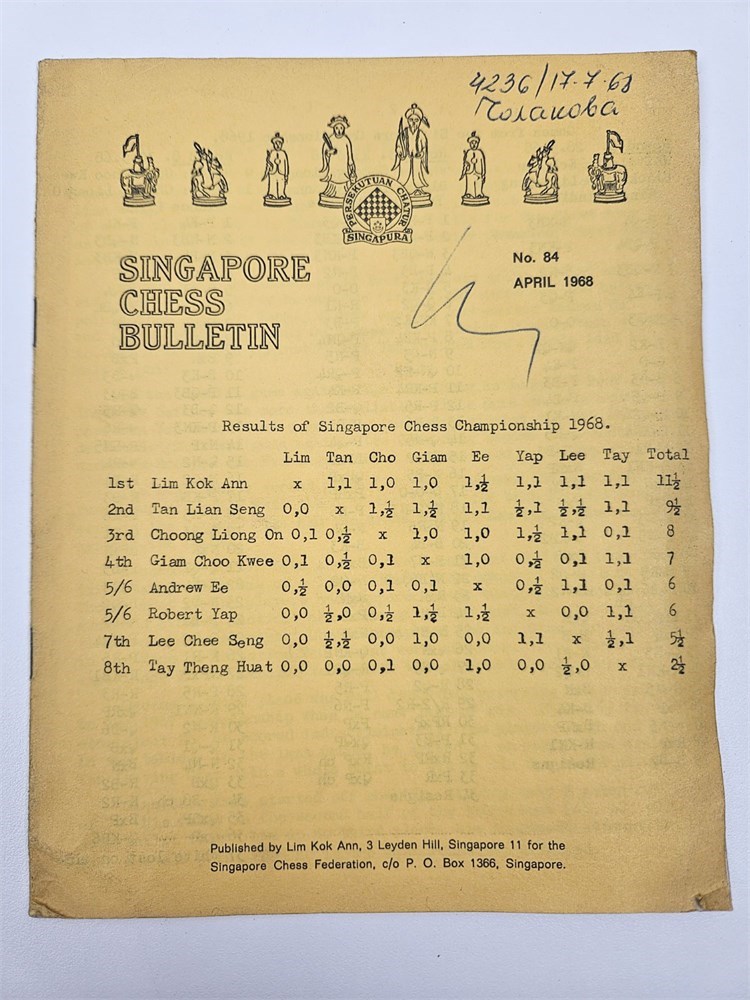 4236/17.7.68
Чолакова
PERSEKUTUAN CHATUR
SINGAPURA
SINGAPORE
CHESS
BULLETIN
No. 84
APRIL 1968
Results of Singapore Chess Championship 1968.
Lim Tan Cho Giam Ee Yap Lee Tay Total
1st Lim Kok Ann x 1,1 1,0 1,0 1,½ 1,1 1,1 1,1 11½
2nd Tan Lian Seng 0,0 x 1,½ 1,½ 1,1 ½,1 ½,½ 1,1 9½
3rd Choong Liong On 0,1 0,½ x 1,0 1,0 1,½ 1,1 0,1 8
4th Giam Choo Kwee 0,1 0,½ 0,1 x 1,0 0,½ 0,1 1,1 7
5/6 Andrew Ee 0,½ 0,0 0,1 0,1 x 0,½ 1,1 0,1 6
5/6 Robert Yap 0,0 ½,0 0,½ 1,½ 1,½ x 0,0 1,1 6
7th Lee Chee Seng 0,0 ½,½ 0,0 1,0 0,0 1,1 x ½,1 5½
8th Tay Theng Huat 0,0 0,0 0,1 0,0 1,0 0,0 ½,0 x 2½
Published by Lim Kok Ann, 3 Leyden Hill, Singapore 11 for the
Singapore Chess Federation, c/o P. O. Box 1366, Singapore.